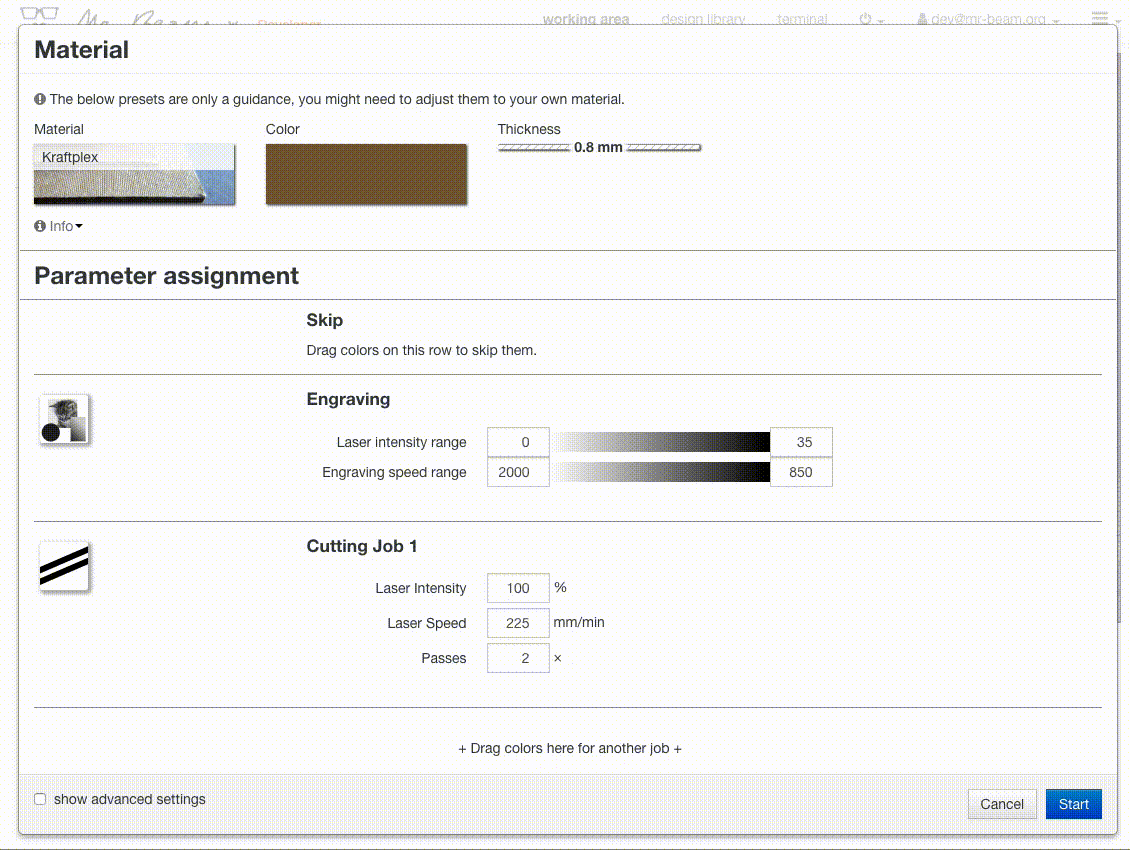 Mr Beam x Developer
working area design library terminal dev@mr-beam.org
Material
The below presets are only a guidance, you might need to adjust them to your own material.
Material Color Thickness
Kraftplex
0.8 mm
Info
Parameter assignment
Skip
Drag colors on this row to skip them.
Engraving
Laser intensity range 0 35
Engraving speed range 2000 850
Cutting Job 1
Laser Intensity 100 %
Laser Speed 225 mm/min
Passes 2 ×
+ Drag colors here for another job +
show advanced settings
Cancel Start